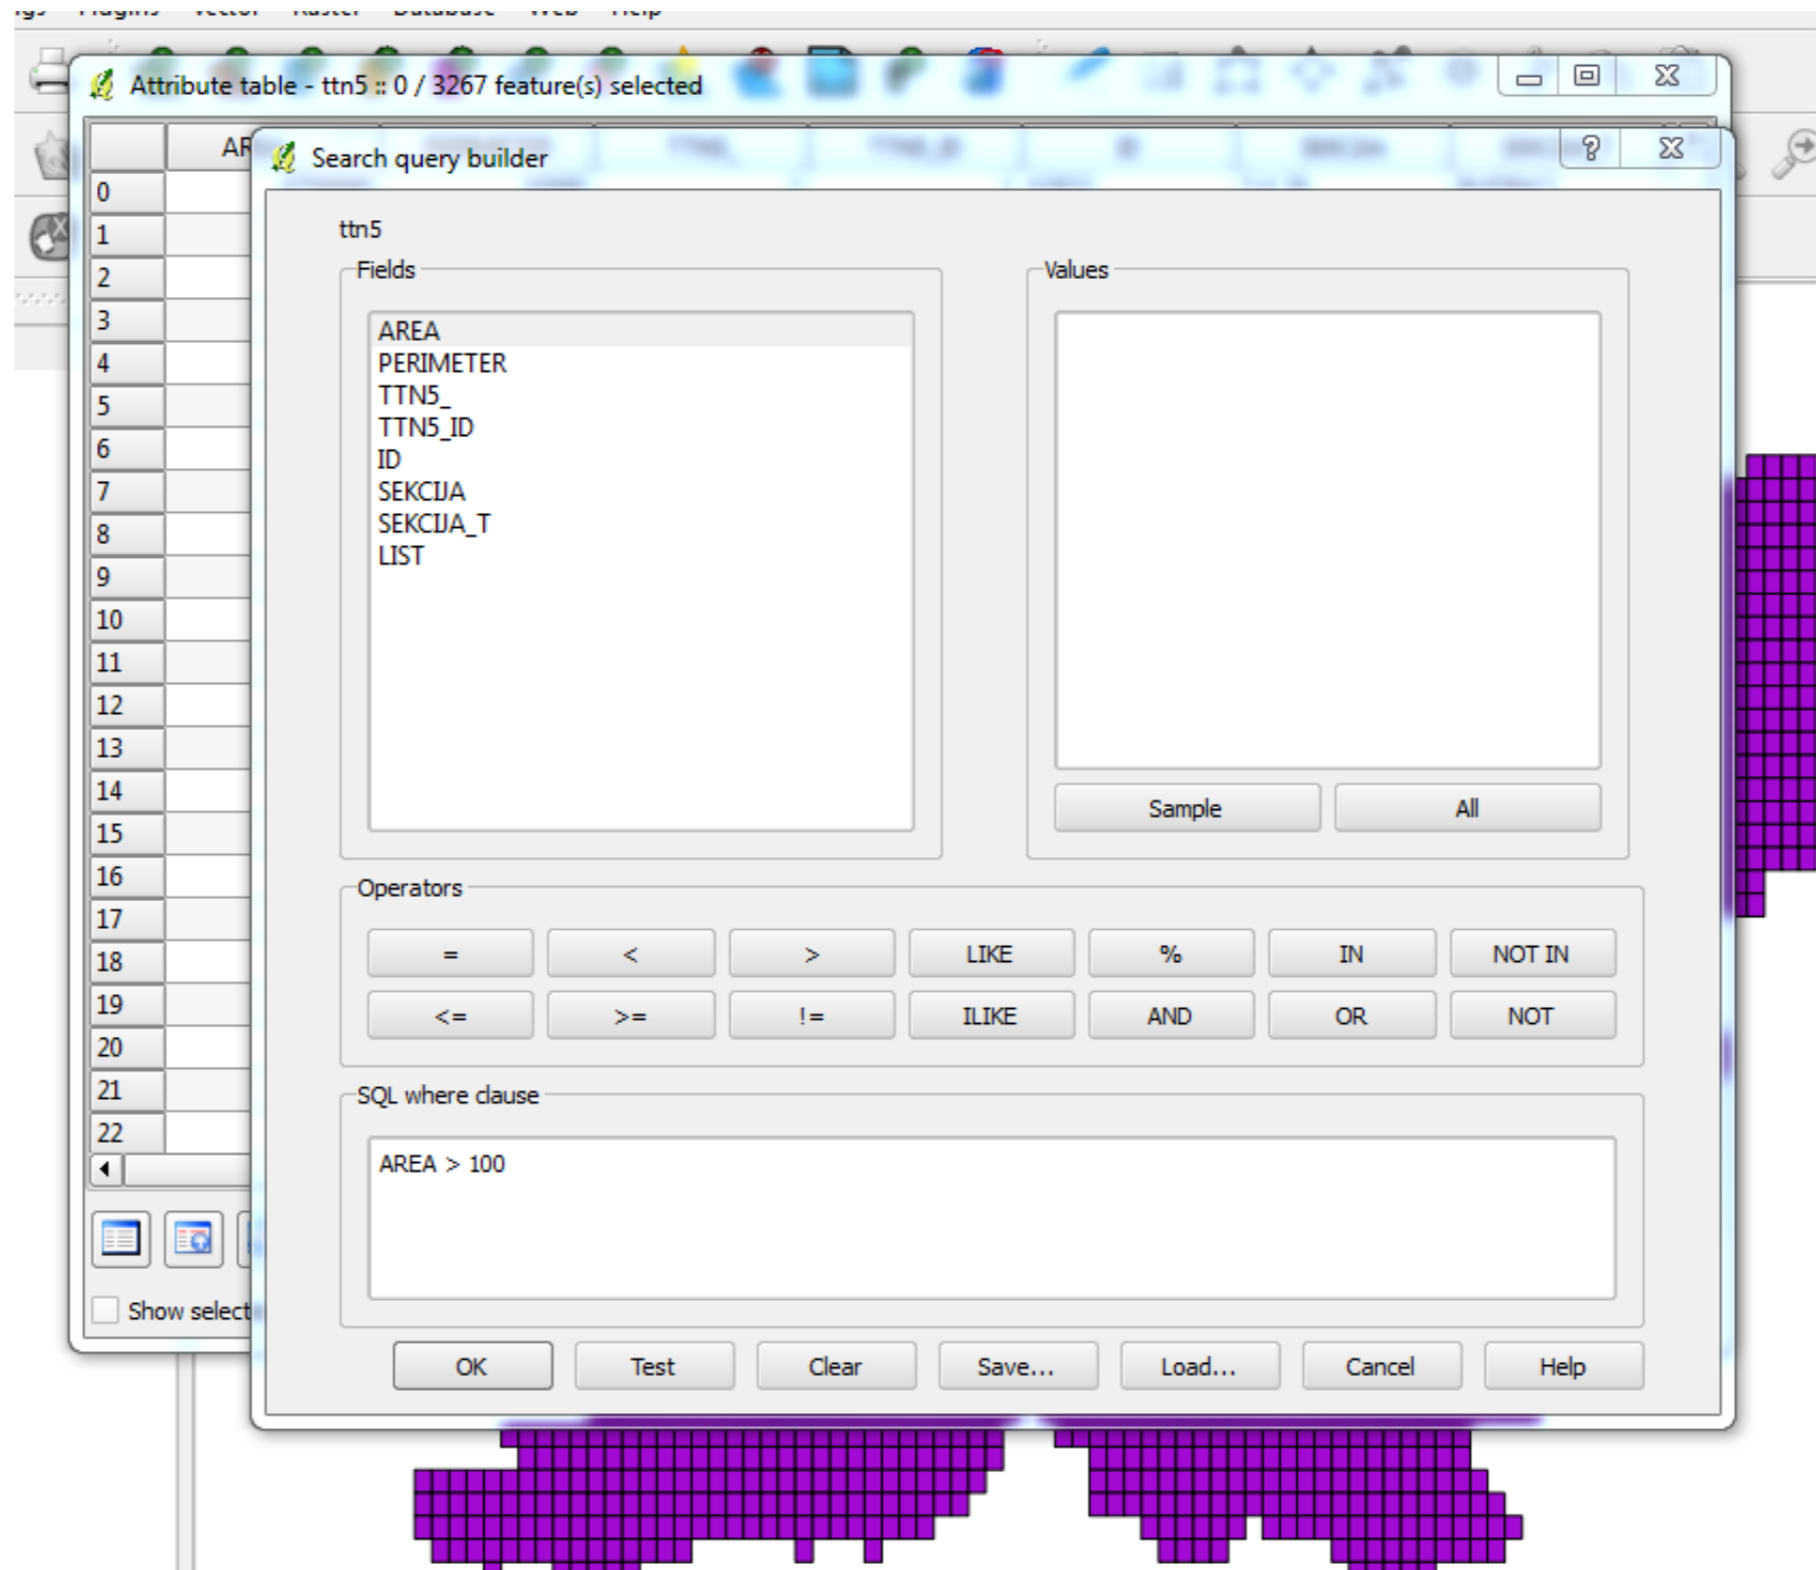 Attribute table - ttn5 :: 0 / 3267 feature(s) selected
Search query builder
0
1
2
3
4
5
6
7
8
9
10
11
12
13
14
15
16
17
18
19
20
21
22
ttn5
Fields
AREA
PERIMETER
TTN5_
TTN5_ID
ID
SEKCIJA
SEKCIJA_T
LIST
Values
Sample All
Operators
= < > LIKE % IN NOT IN
<= >= != ILIKE AND OR NOT
SQL where clause
AREA > 100
Show select
OK Test Clear Save... Load... Cancel Help